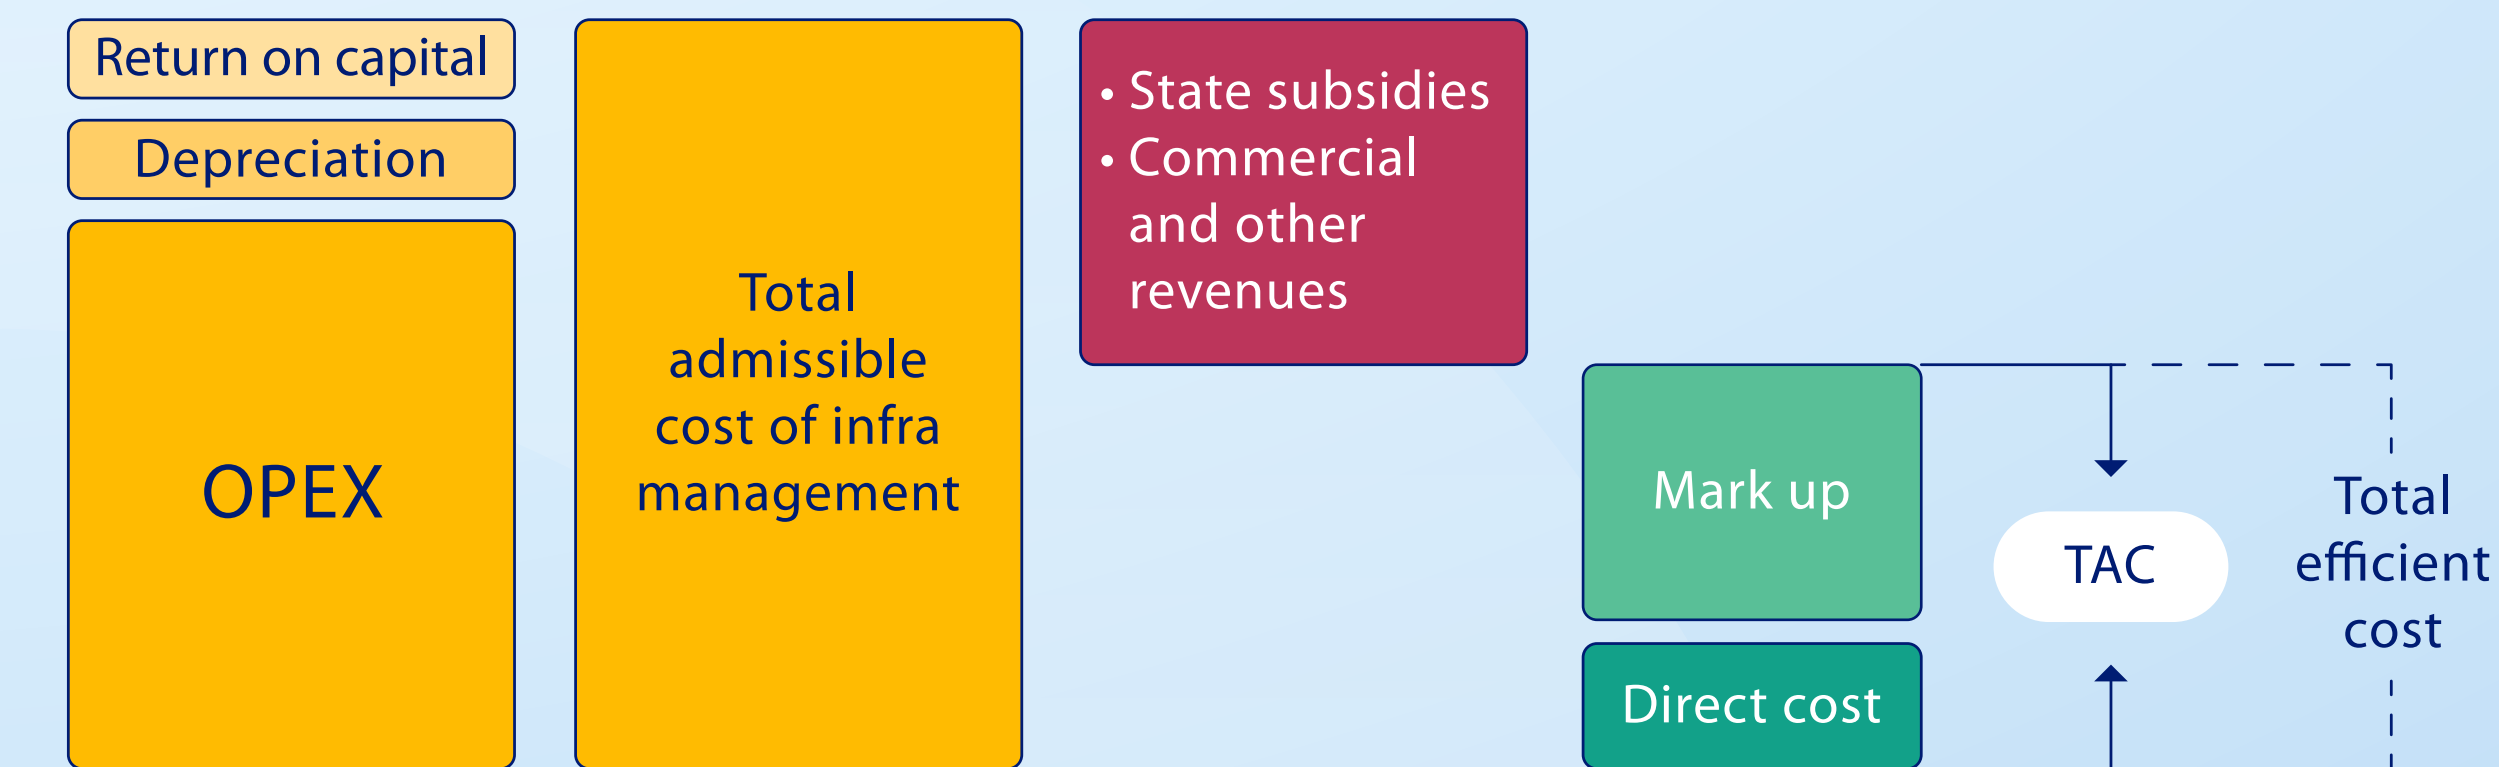 Return on capital
Depreciation
OPEX
Total
admissible
cost of infra
management
• State subsidies
• Commercial
and other
revenues
Mark up
Direct cost
TAC
Total
efficient
cost